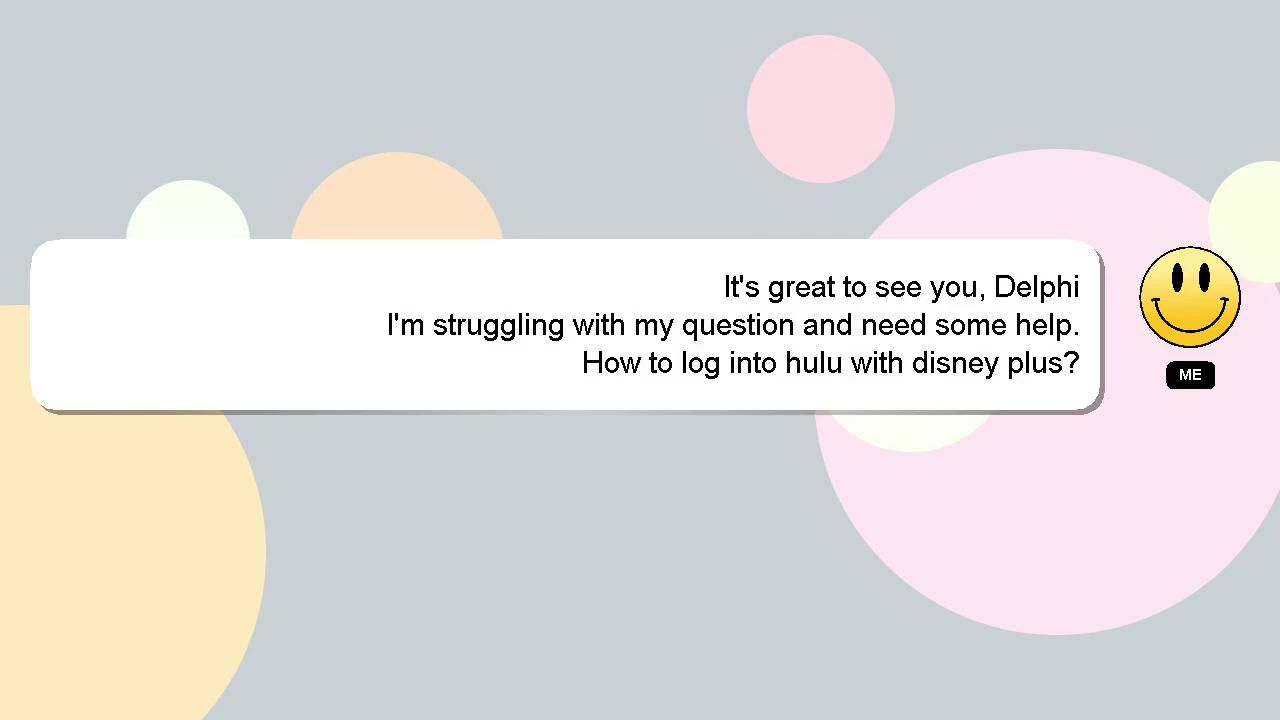 It's great to see you, Delphi
I'm struggling with my question and need some help.
How to log into hulu with disney plus?
ME